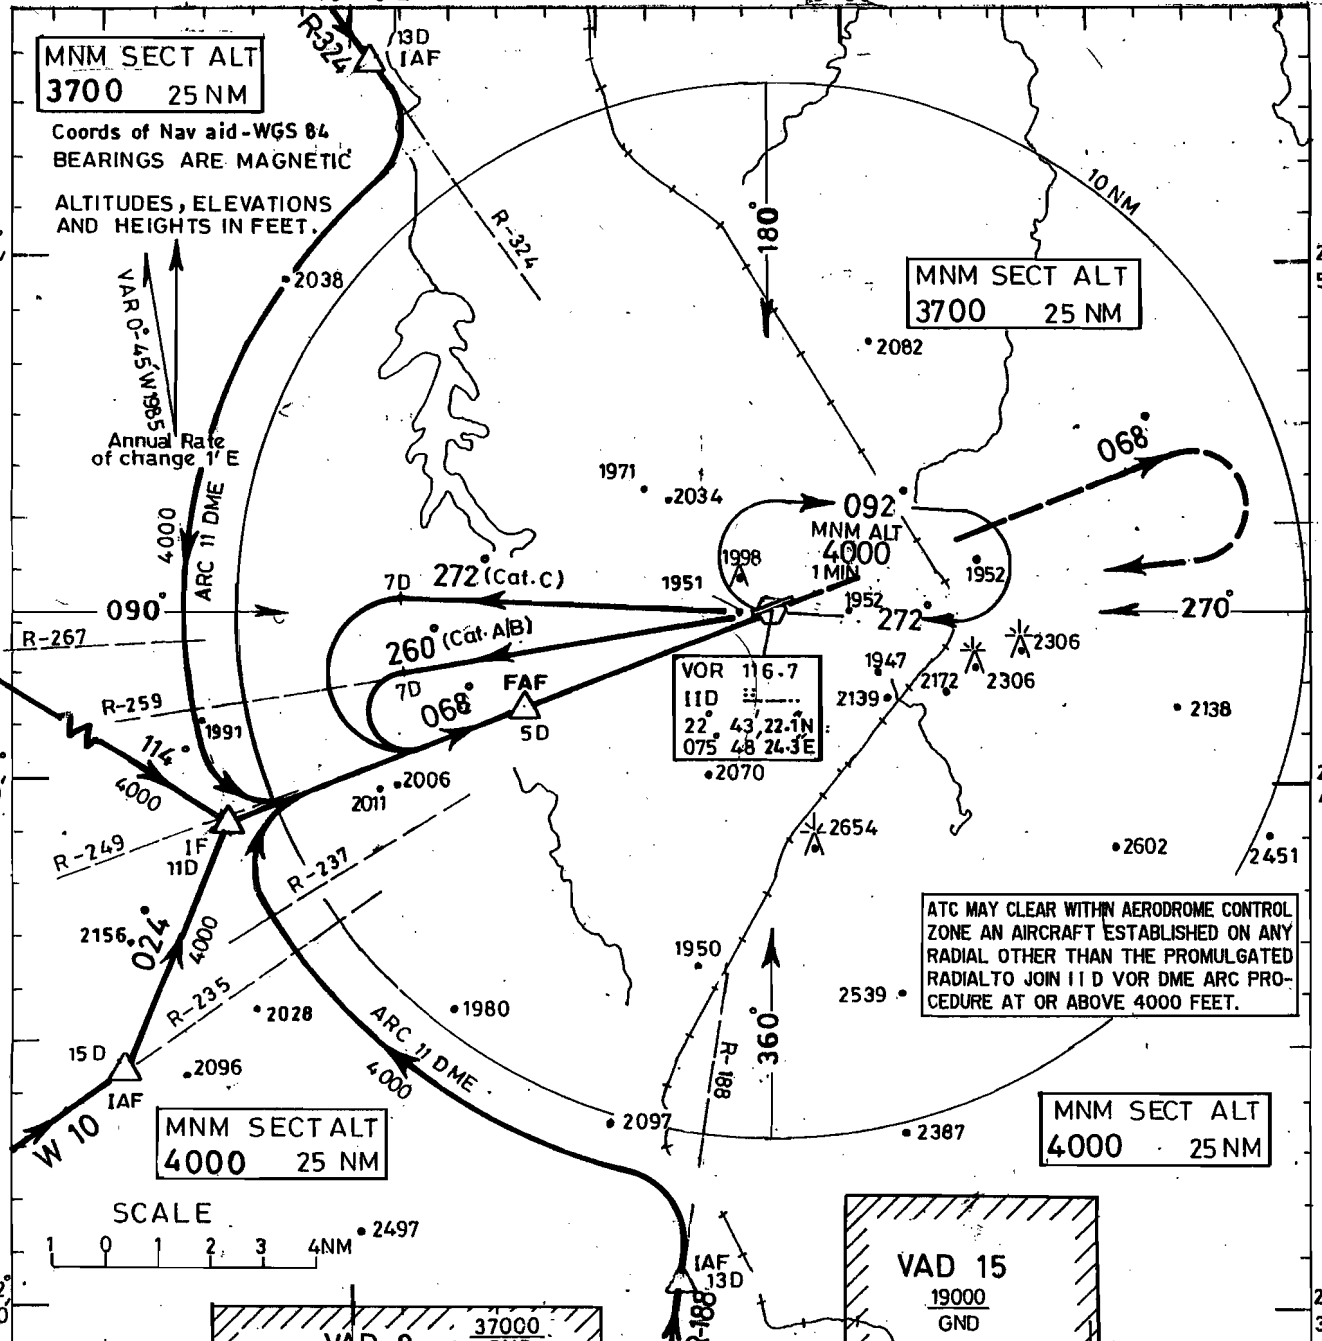 R-324
13D
IAF
MNM SECT ALT
3700 25 NM
Coords of Nav aid-WGS 84
BEARINGS ARE MAGNETIC
ALTITUDES, ELEVATIONS
AND HEIGHTS IN FEET.
VAR 0°-45'W 1985
Annual Rate
of change 1' E
10 NM
180°
R-324
2038
MNM SECT ALT
3700 25 NM
2082
068°
ARC 11 DME
4000
1971
2034
092°
MNM ALT
4000
1 MIN
1998
1951
1952
1952
272° (Cat.C)
7D
090°
270°
272°
260° (Cat.A/B)
7D
R-267
2306
2306
R-259
068°
FAF
5D
VOR 116.7
IID
22° 43' 22.1"N
075° 48' 24.3"E
1947
2172
2139
2138
1991
114°
4000
2070
2006
2011
2654
R-249
IF
11D
R-237
2602
2451
2156
024°
4000
R-235
ATC MAY CLEAR WITHIN AERODROME CONTROL
ZONE AN AIRCRAFT ESTABLISHED ON ANY
RADIAL OTHER THAN THE PROMULGATED
RADIAL TO JOIN II D VOR DME ARC PRO-
CEDURE AT OR ABOVE 4000 FEET.
1950
2539
2028
1980
ARC 11 DME
4000
360°
R-188
15 D
IAF
2096
W 10
MNM SECT ALT
4000 25 NM
2097
2387
MNM SECT ALT
4000 25 NM
SCALE
1 0 1 2 3 4NM
2497
IAF
13D
R-188
VAD 15
19000
GND
37000